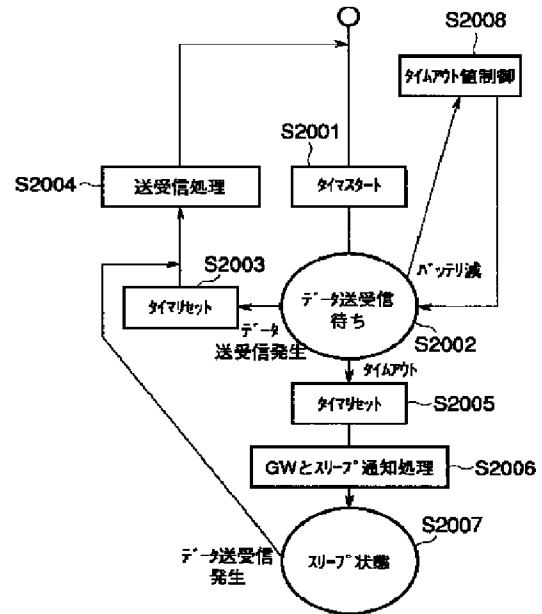 S2008
ﾀｲﾑｱｳﾄ値制御
S2001
ﾀｲﾏｽﾀｰﾄ
S2004
送受信処理
S2003
ﾀｲﾏﾘｾｯﾄ
ﾊﾞｯﾃﾘ減
ﾃﾞｰﾀ送受信
待ち
S2002
ﾃﾞｰﾀ
送受信発生
ﾀｲﾑｱｳﾄ
ﾀｲﾏﾘｾｯﾄ
S2005
GWとｽﾘｰﾌﾟ通知処理
S2006
S2007
ﾃﾞｰﾀ送受信
発生
ｽﾘｰﾌﾟ状態